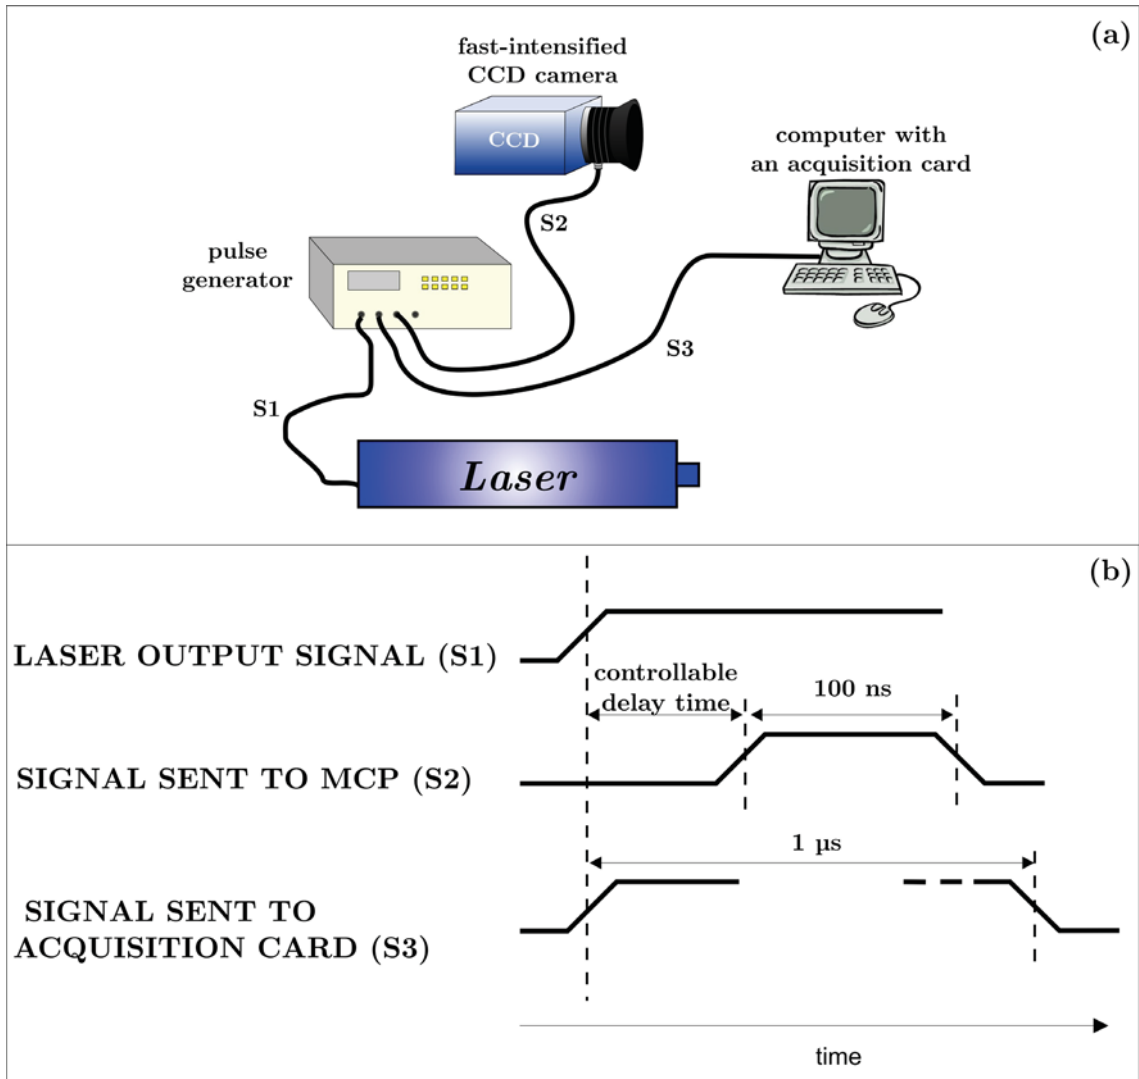 (a)
fast-intensified
CCD camera
CCD
computer with
an acquisition card
S2
pulse
generator
S3
S1
Laser
(b)
LASER OUTPUT SIGNAL (S1)
controllable
delay time
100 ns
SIGNAL SENT TO MCP (S2)
1 µs
SIGNAL SENT TO
ACQUISITION CARD (S3)
time